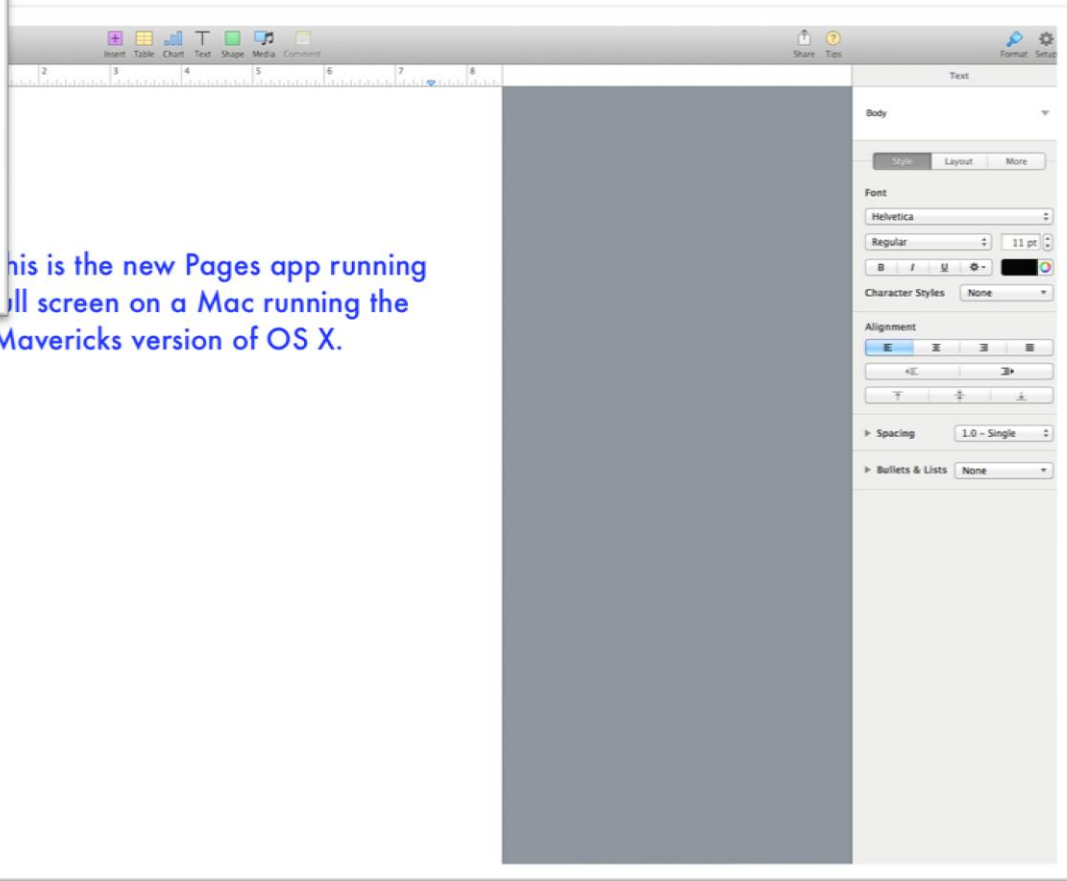 Insert Table Chart Text Shape Media Comment
Share Tips
Format Setup
2 3 4 5 6 7 8
Text
Body
Style Layout More
Font
Helvetica
Regular 11 pt
B I U
Character Styles None
Alignment
Spacing 1.0 – Single
Bullets & Lists None
his is the new Pages app running
ull screen on a Mac running the
Mavericks version of OS X.